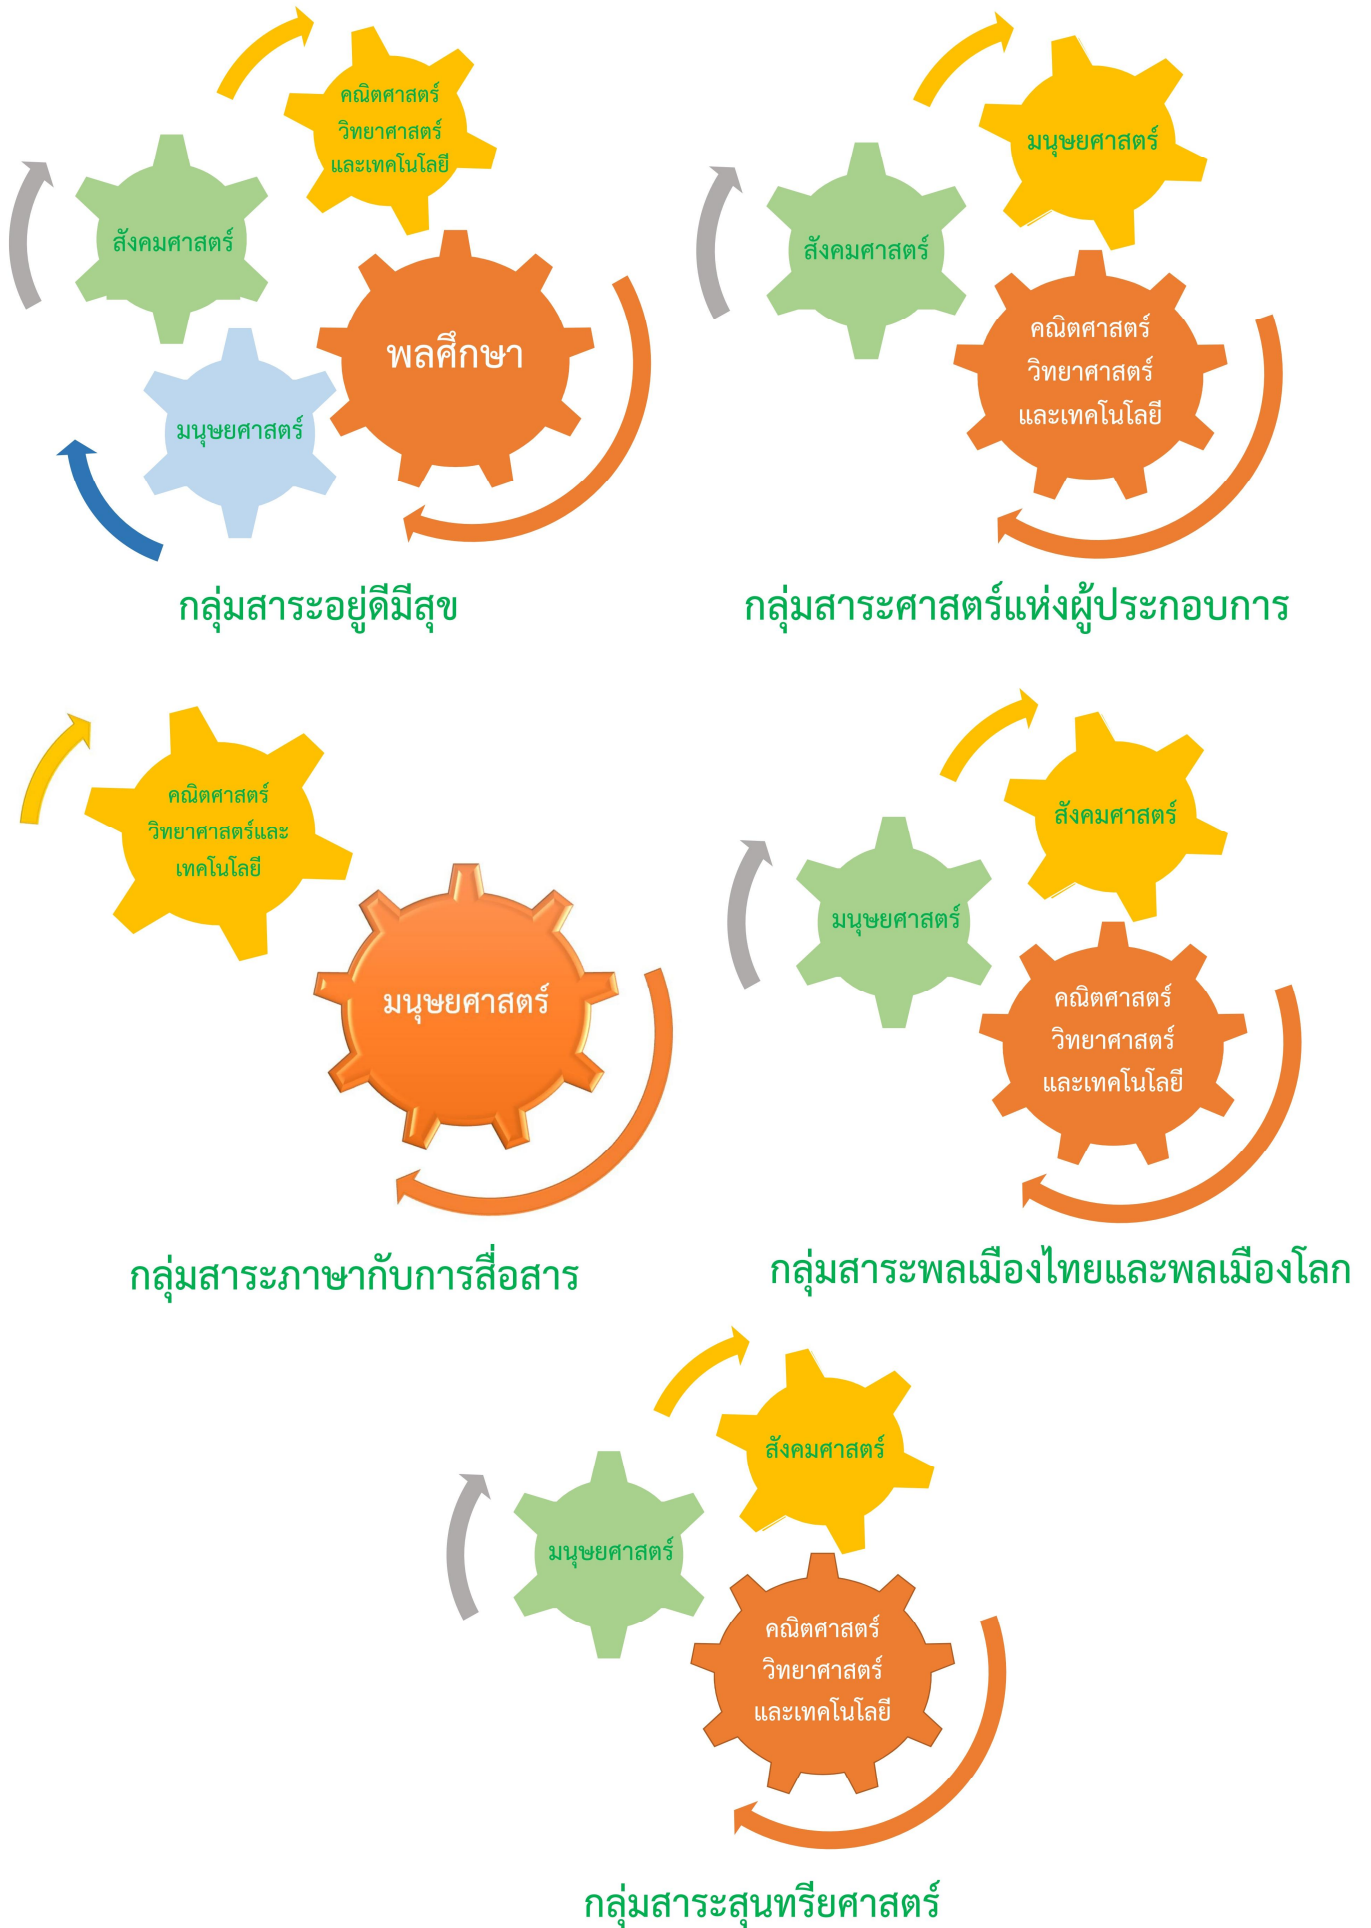 คณิตศาสตร์
วิทยาศาสตร์
และเทคโนโลยี
สังคมศาสตร์
พลศึกษา
มนุษยศาสตร์
กลุ่มสาระอยู่ดีมีสุข
มนุษยศาสตร์
สังคมศาสตร์
คณิตศาสตร์
วิทยาศาสตร์
และเทคโนโลยี
กลุ่มสาระศาสตร์แห่งผู้ประกอบการ
คณิตศาสตร์
วิทยาศาสตร์และ
เทคโนโลยี
มนุษยศาสตร์
กลุ่มสาระภาษากับการสื่อสาร
สังคมศาสตร์
มนุษยศาสตร์
คณิตศาสตร์
วิทยาศาสตร์
และเทคโนโลยี
กลุ่มสาระพลเมืองไทยและพลเมืองโลก
สังคมศาสตร์
มนุษยศาสตร์
คณิตศาสตร์
วิทยาศาสตร์
และเทคโนโลยี
กลุ่มสาระสุนทรียศาสตร์